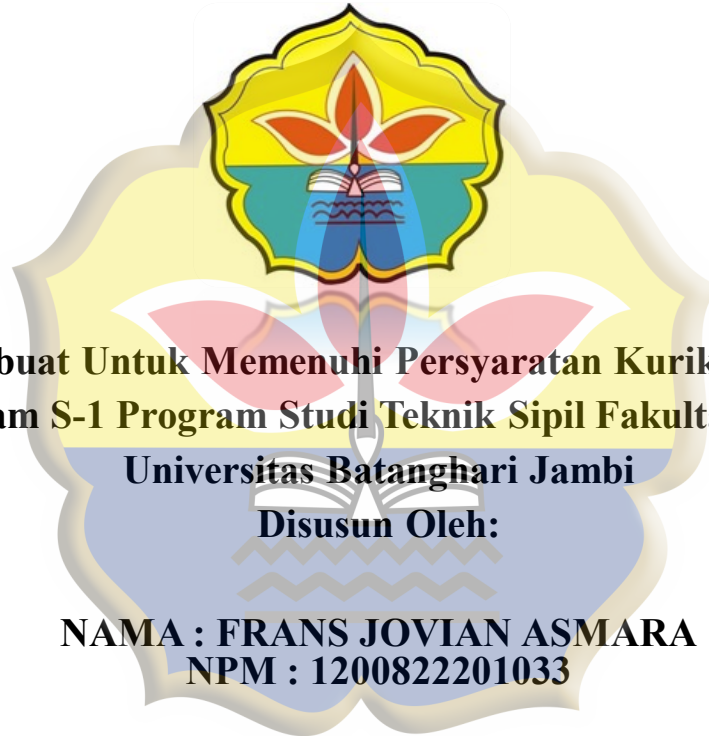 buat Untuk Memenuhi Persyaratan Kurik
am S-1 Program Studi Teknik Sipil Fakult
Universitas Batanghari Jambi
Disusun Oleh:
NAMA : FRANS JOVIAN ASMARA
NPM : 1200822201033